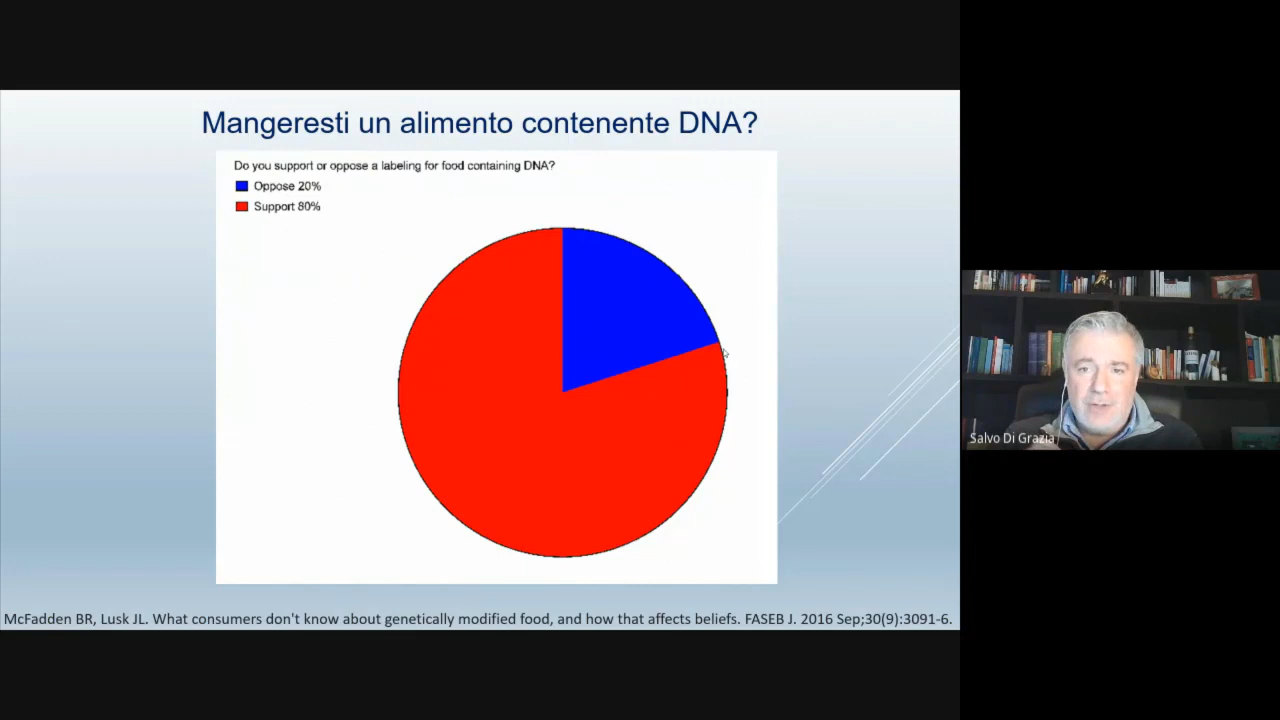 Mangeresti un alimento contenente DNA?
Do you support or oppose a labeling for food containing DNA?
Oppose 20%
Support 80%
Salvo Di Grazia
McFadden BR, Lusk JL. What consumers don't know about genetically modified food, and how that affects beliefs. FASEB J. 2016 Sep;30(9):3091-6.